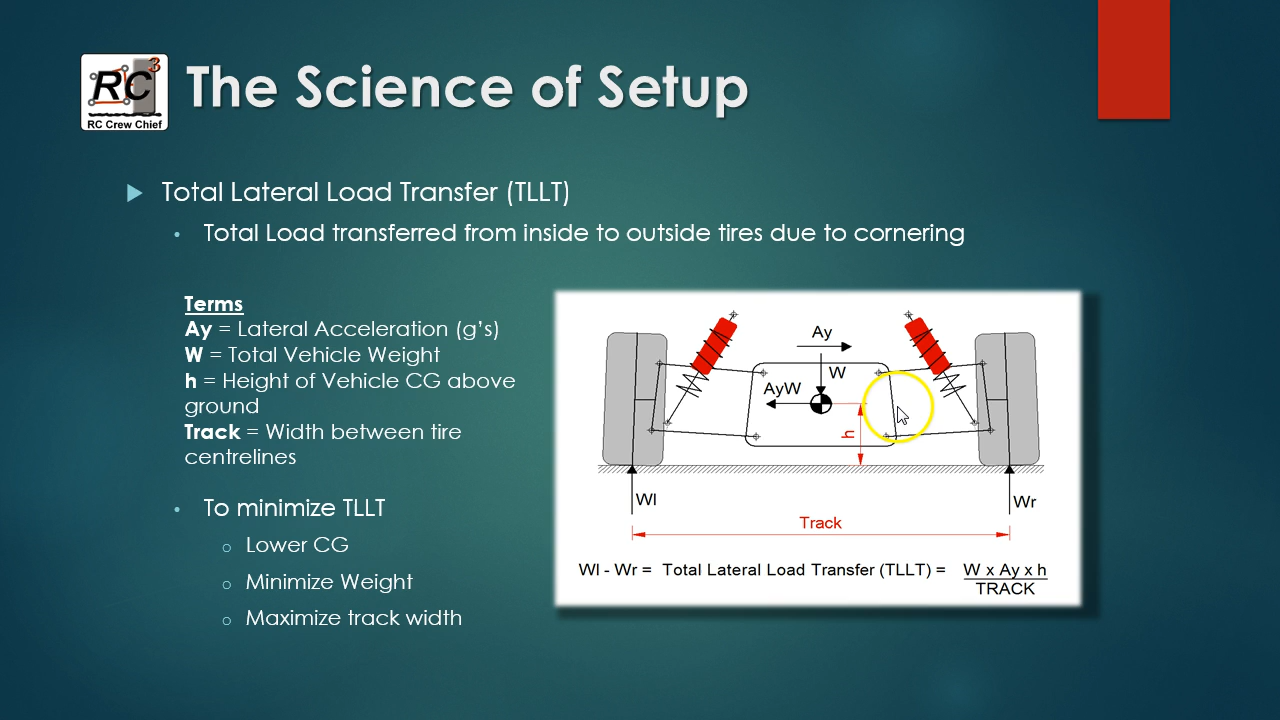 RC3
RC Crew Chief
The Science of Setup
Total Lateral Load Transfer (TLLT)
Total Load transferred from inside to outside tires due to cornering
Terms
Ay = Lateral Acceleration (g's)
W = Total Vehicle Weight
h = Height of Vehicle CG above
ground
Track = Width between tire
centrelines
To minimize TLLT
Lower CG
Minimize Weight
Maximize track width
Ay
W
AyW
h
Wl
Wr
Track
Wl - Wr = Total Lateral Load Transfer (TLLT) = W x Ay x h
TRACK